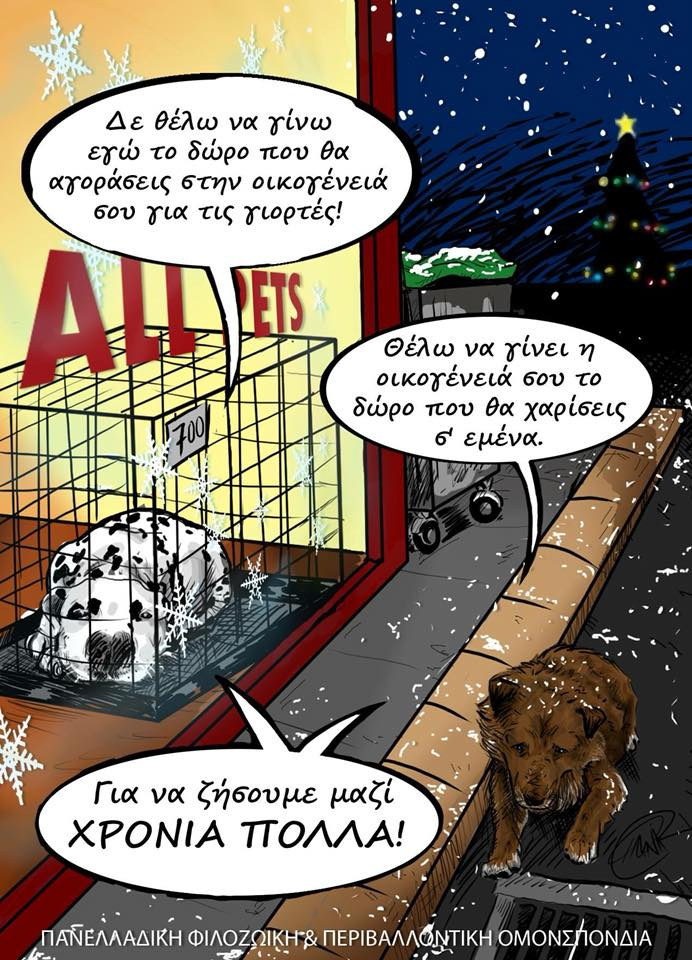 Δε θέλω να γίνω
εγώ το δώρο που θα
αγοράσεις στην οικογένειά
σου για τις γιορτές!
ALL PETS
Θέλω να γίνει η
οικογένειά σου το
δώρο που θα χαρίσεις
σ' εμένα.
700
Για να ζήσουμε μαζί
ΧΡΟΝΙΑ ΠΟΛΛΑ!
ΠΑΝΕΛΛΑΔΙΚΗ ΦΙΛΟΖΩΙΚΗ & ΠΕΡΙΒΑΛΛΟΝΤΙΚΗ ΟΜΟΝΣΠΟΝΔΙΑ